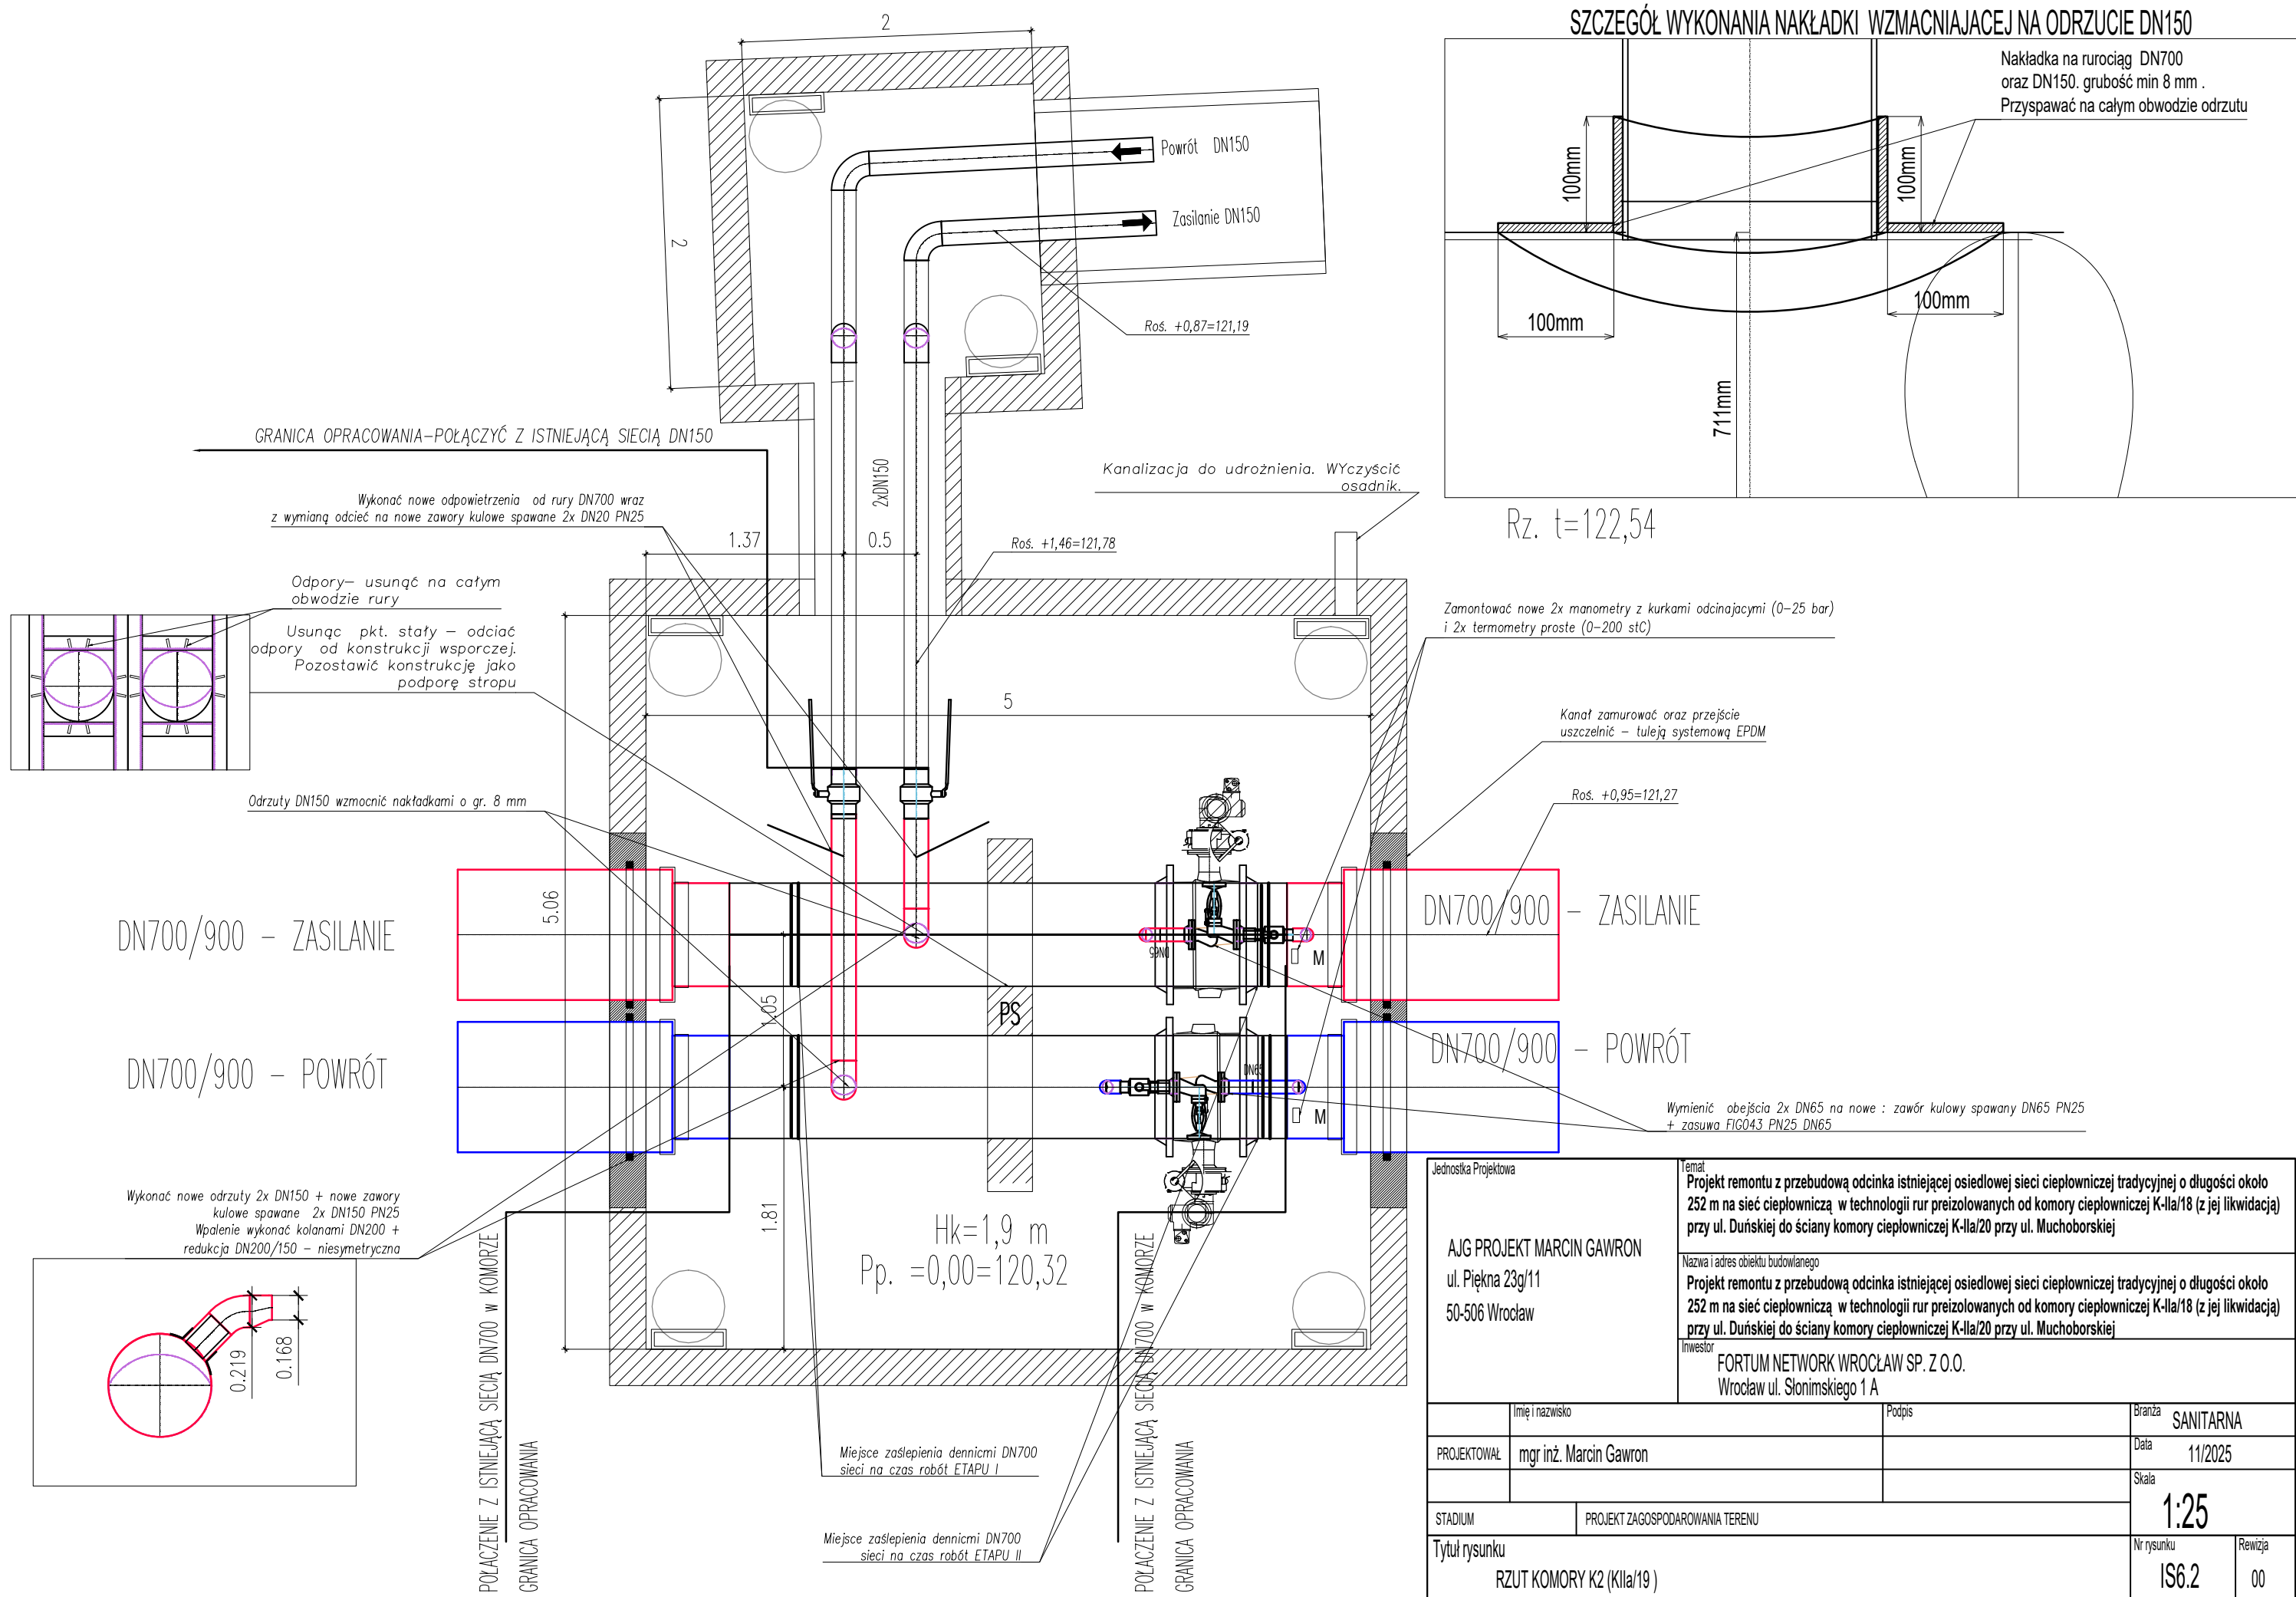 SZCZEGÓŁ WYKONANIA NAKŁADKI WZMACNIAJACEJ NA ODRZUCIE DN150
Nakładka na rurociąg DN700
oraz DN150. grubość min 8 mm .
Przyspawać na całym obwodzie odrzutu
100mm
100mm
100mm
100mm
711mm
Rz. t=122,54
2
2
Powrót DN150
Zasilanie DN150
Roś. +0,87=121,19
GRANICA OPRACOWANIA-POŁĄCZYĆ Z ISTNIEJĄCĄ SIECIĄ DN150
2xDN150
Kanalizacja do udrożnienia. WYczyścić
osadnik.
Wykonać nowe odpowietrzenia od rury DN700 wraz
z wymianą odcieć na nowe zawory kulowe spawane 2x DN20 PN25
1.37
0.5
Roś. +1,46=121,78
Odpory- usunąć na całym
obwodzie rury
Usunąc pkt. stały - odciać
odpory od konstrukcji wsporczej.
Pozostawić konstrukcję jako
podporę stropu
Zamontować nowe 2x manometry z kurkami odcinajacymi (0-25 bar)
i 2x termometry proste (0-200 stC)
5
Kanał zamurować oraz przejście
uszczelnić - tuleją systemową EPDM
Odrzuty DN150 wzmocnić nakładkami o gr. 8 mm
Roś. +0,95=121,27
5.06
DN700/900 - ZASILANIE
DN700/900 - ZASILANIE
DN65
M
1.05
PS
DN700/900 - POWRÓT
DN700/900 - POWRÓT
DN65
M
Wymienić obejścia 2x DN65 na nowe : zawór kulowy spawany DN65 PN25
+ zasuwa FIG043 PN25 DN65
Wykonać nowe odrzuty 2x DN150 + nowe zawory
kulowe spawane 2x DN150 PN25
Wpalenie wykonać kolanami DN200 +
redukcja DN200/150 - niesymetryczna
1.81
Hk=1,9 m
Pp. =0,00=120,32
0.219
0.168
POŁACZENIE Z ISTNIEJĄCĄ SIECIĄ DN700 w KOMORZE
GRANICA OPRACOWANIA
POŁACZENIE Z ISTNIEJĄCĄ SIECIĄ DN700 w KOMORZE
GRANICA OPRACOWANIA
Miejsce zaślepienia dennicmi DN700
sieci na czas robót ETAPU I
Miejsce zaślepienia dennicmi DN700
sieci na czas robót ETAPU II
Jednostka Projektowa
AJG PROJEKT MARCIN GAWRON
ul. Piękna 23g/11
50-506 Wrocław
Temat
Projekt remontu z przebudową odcinka istniejącej osiedlowej sieci ciepłowniczej tradycyjnej o długości około
252 m na sieć ciepłowniczą w technologii rur preizolowanych od komory ciepłowniczej K-IIa/18 (z jej likwidacją)
przy ul. Duńskiej do ściany komory ciepłowniczej K-IIa/20 przy ul. Muchoborskiej
Nazwa i adres obiektu budowlanego
Projekt remontu z przebudową odcinka istniejącej osiedlowej sieci ciepłowniczej tradycyjnej o długości około
252 m na sieć ciepłowniczą w technologii rur preizolowanych od komory ciepłowniczej K-IIa/18 (z jej likwidacją)
przy ul. Duńskiej do ściany komory ciepłowniczej K-IIa/20 przy ul. Muchoborskiej
Inwestor
FORTUM NETWORK WROCŁAW SP. Z O.O.
Wrocław ul. Słonimskiego 1 A
Imię i nazwisko
Podpis
Branża
SANITARNA
PROJEKTOWAŁ
mgr inż. Marcin Gawron
Data
11/2025
Skala
1:25
STADIUM
PROJEKT ZAGOSPODAROWANIA TERENU
Tytuł rysunku
RZUT KOMORY K2 (KIIa/19 )
Nr rysunku
IS6.2
Rewizja
00